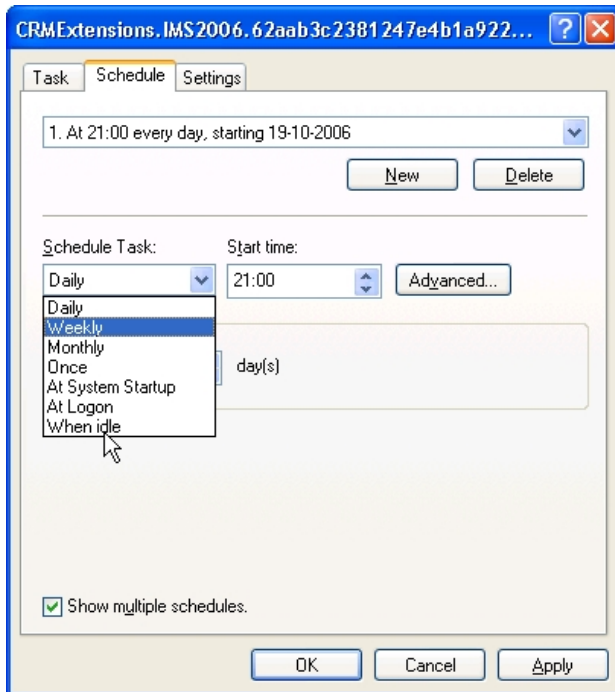 CRMExtensions.IMS2006.62aab3c2381247e4b1a922...
Task Schedule Settings
1. At 21:00 every day, starting 19-10-2006
New Delete
Schedule Task: Start time:
Daily 21:00 Advanced...
Daily
Weekly
Monthly
Once
At System Startup
At Logon
When idle
day(s)
Show multiple schedules.
OK Cancel Apply